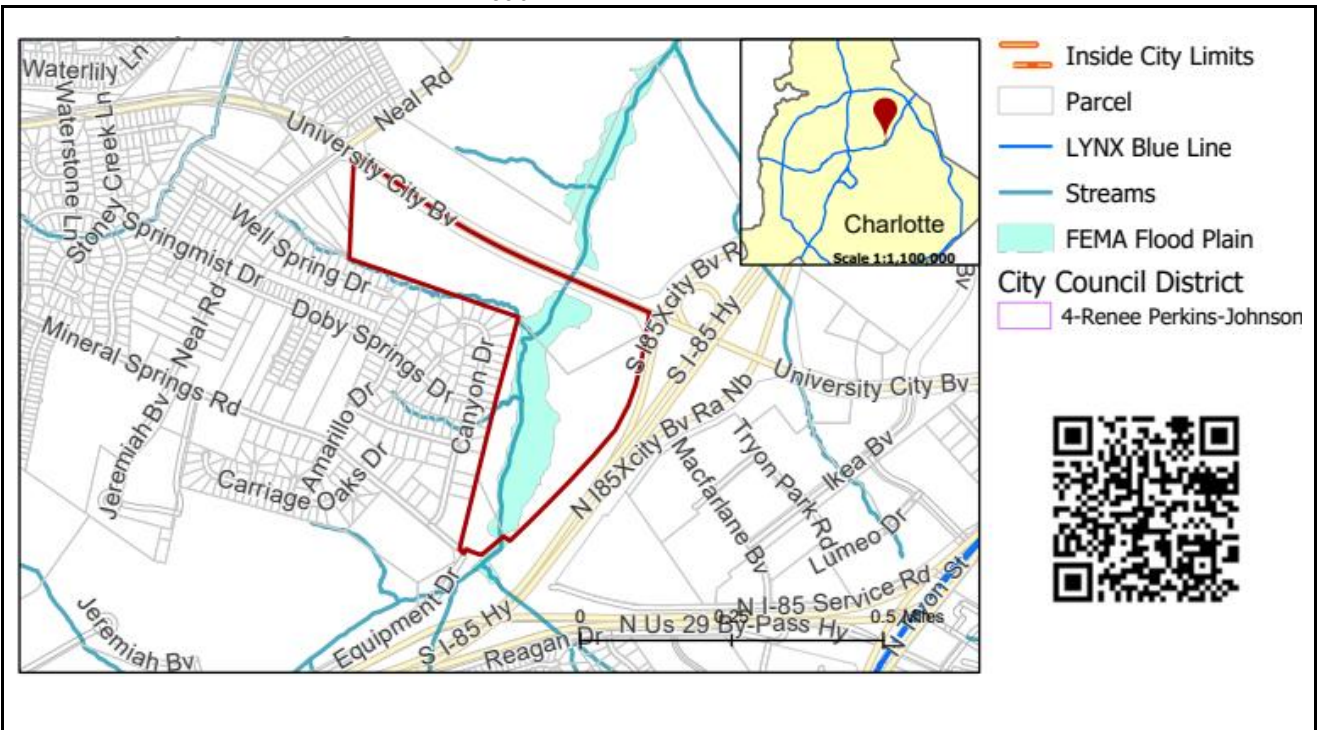 Waterlily Ln
Waterstone Ln
Stoney Creek Ln
University City Bv
Neal Rd
Springmist Dr
Well Spring Dr
Doby Springs Dr
Neal Rd
Mineral Springs Rd
Jeremiah Bv
Amarillo Dr
Canyon Dr
Carriage Oaks Dr
Jeremiah Bv
Equipment Dr
S I-85 Hy
Reagan Dr
S I85Xcity Bv R
S I-85 Hy
University City Bv
N I85Xcity Bv Ra Nb
Macfarlane Bv
Tryon Park Rd
Ikea Bv
Lumeo Dr
N I-85 Service Rd
N Us 29 By-Pass Hy
N Tryon St
Bv
0 0.25 0.5 Miles
Charlotte
Scale 1:1,100,000
Inside City Limits
Parcel
LYNX Blue Line
Streams
FEMA Flood Plain
City Council District
4-Renee Perkins-Johnson